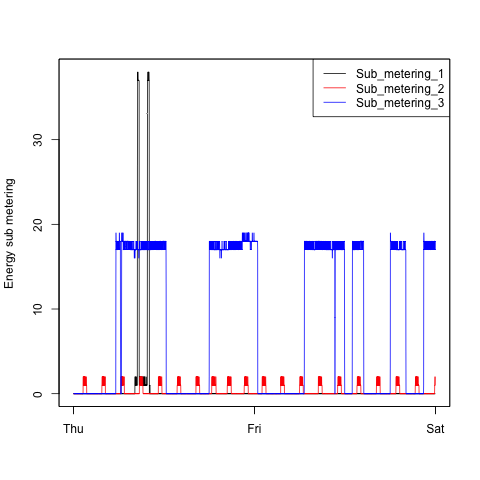 Sub_metering_1
Sub_metering_2
Sub_metering_3
Energy sub metering
30
20
10
0
Thu Fri Sat